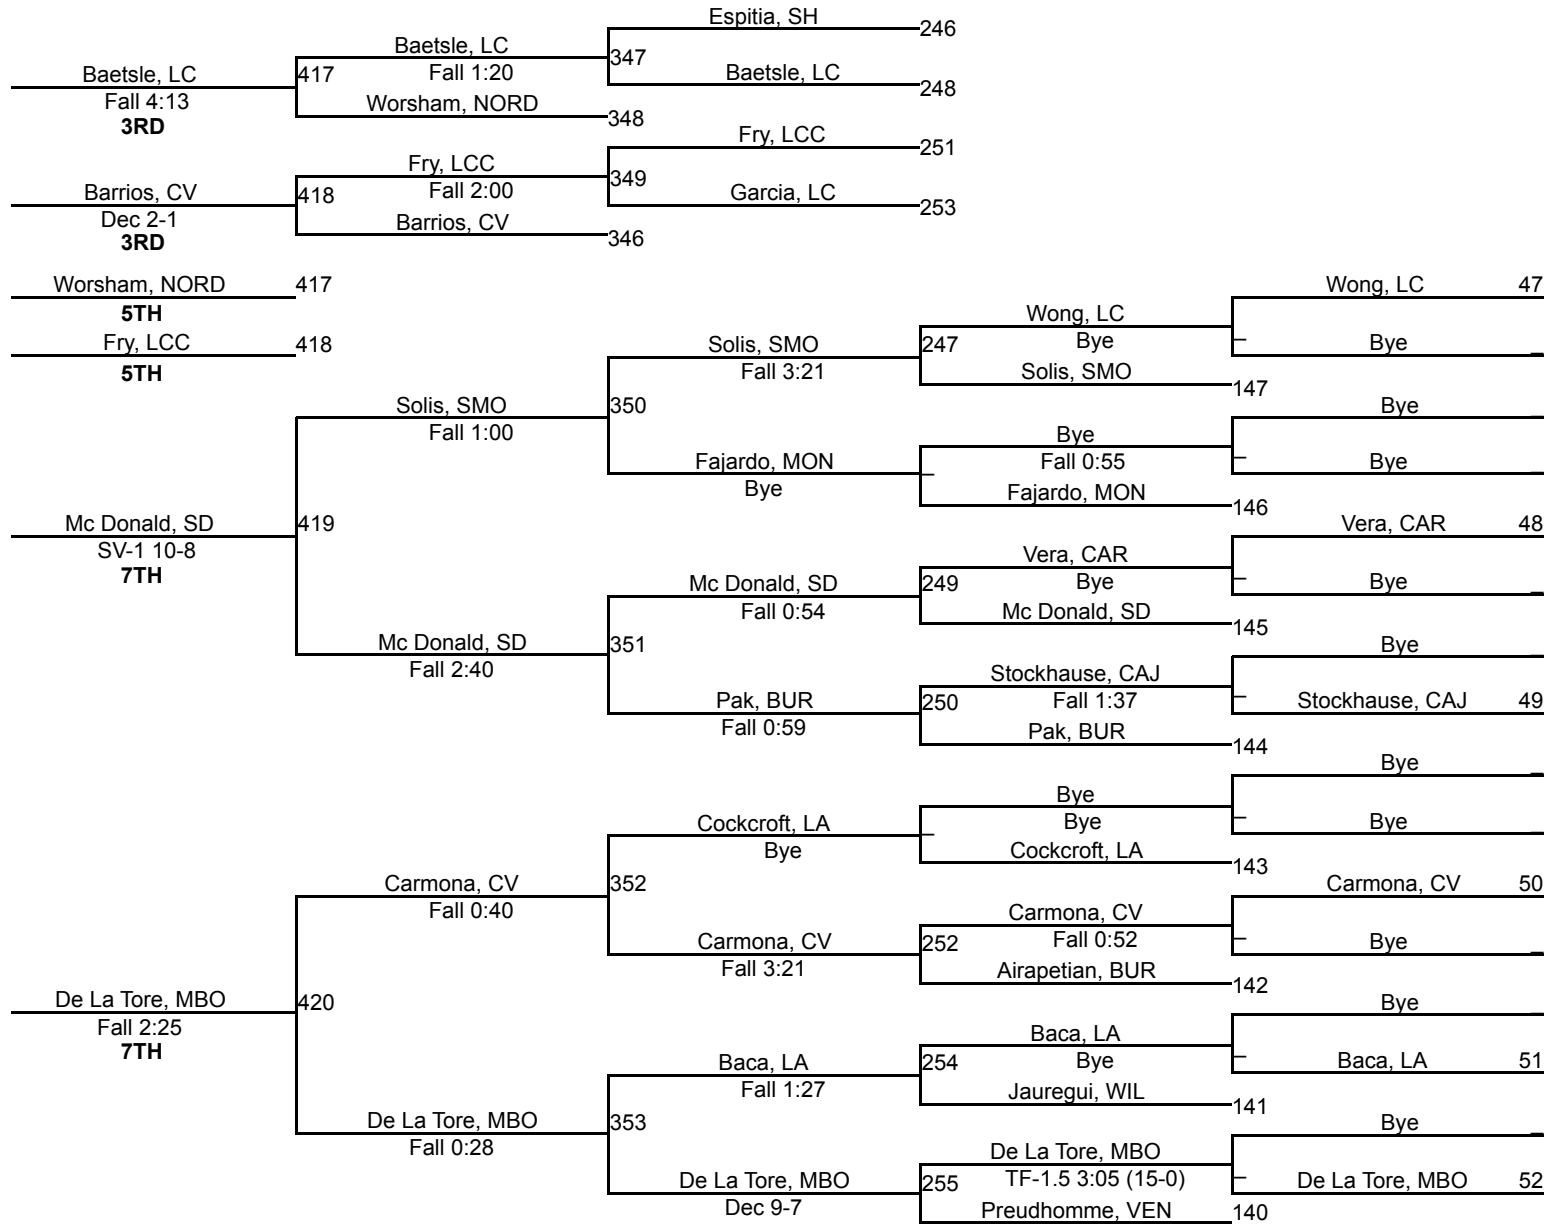 Espitia, SH
246
Baetsle, LC
347
Baetsle, LC
417
Fall 1:20
Baetsle, LC
248
Fall 4:13
Worsham, NORD
348
3RD
Fry, LCC
251
Fry, LCC
349
Barrios, CV
418
Fall 2:00
Garcia, LC
253
Dec 2-1
Barrios, CV
346
3RD
Worsham, NORD
417
5TH
Fry, LCC
418
5TH
Wong, LC
47
Wong, LC
Bye
Bye
Solis, SMO
247
Fall 3:21
Solis, SMO
147
Solis, SMO
350
Fall 1:00
Bye
Bye
Fall 0:55
Bye
Fajardo, MON
Bye
Fajardo, MON
146
Mc Donald, SD
419
SV-1 10-8
7TH
Vera, CAR
48
Vera, CAR
Bye
Bye
Mc Donald, SD
249
Fall 0:54
Mc Donald, SD
145
Mc Donald, SD
351
Fall 2:40
Bye
Stockhause, CAJ
Fall 1:37
Stockhause, CAJ
49
Pak, BUR
250
Fall 0:59
Pak, BUR
144
Bye
Bye
Bye
Bye
Cockcroft, LA
Bye
Cockcroft, LA
143
Carmona, CV
352
Fall 0:40
Carmona, CV
50
Carmona, CV
Fall 0:52
Bye
Carmona, CV
252
Fall 3:21
Airapetian, BUR
142
De La Tore, MBO
420
Fall 2:25
7TH
Bye
Baca, LA
Bye
Baca, LA
51
Baca, LA
254
Fall 1:27
Jauregui, WIL
141
De La Tore, MBO
353
Fall 0:28
Bye
De La Tore, MBO
TF-1.5 3:05 (15-0)
De La Tore, MBO
52
De La Tore, MBO
255
Dec 9-7
Preudhomme, VEN
140